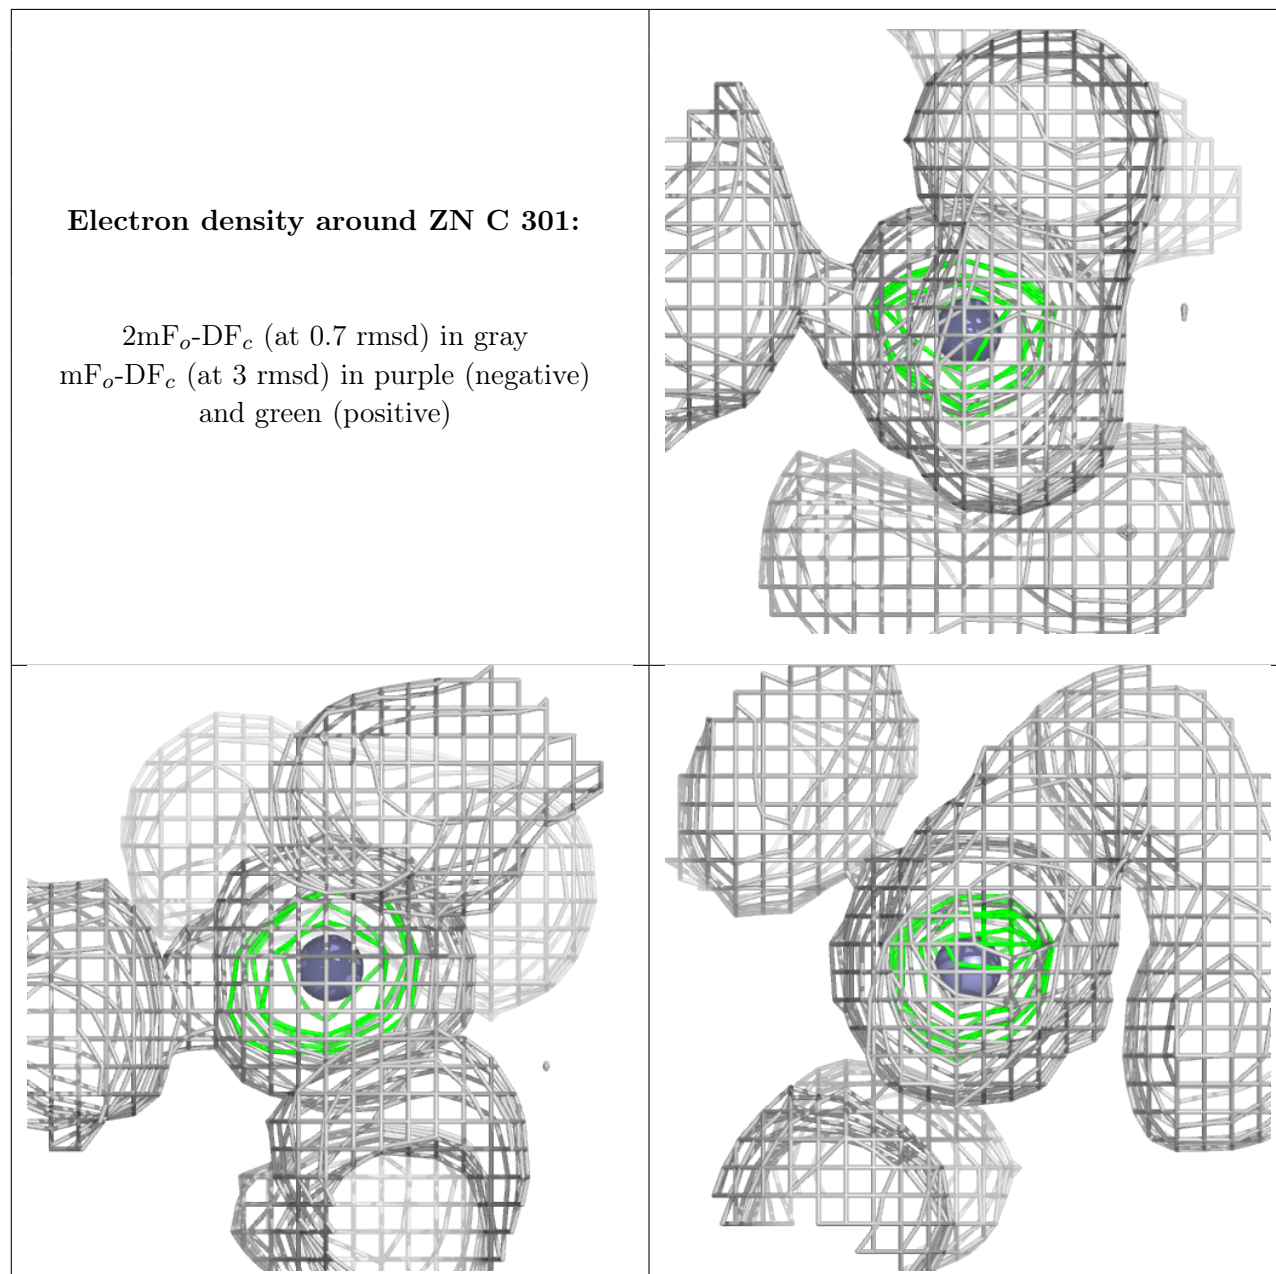 Electron density around ZN C 301:
2mFo-DFc (at 0.7 rmsd) in gray
mFo-DFc (at 3 rmsd) in purple (negative)
and green (positive)